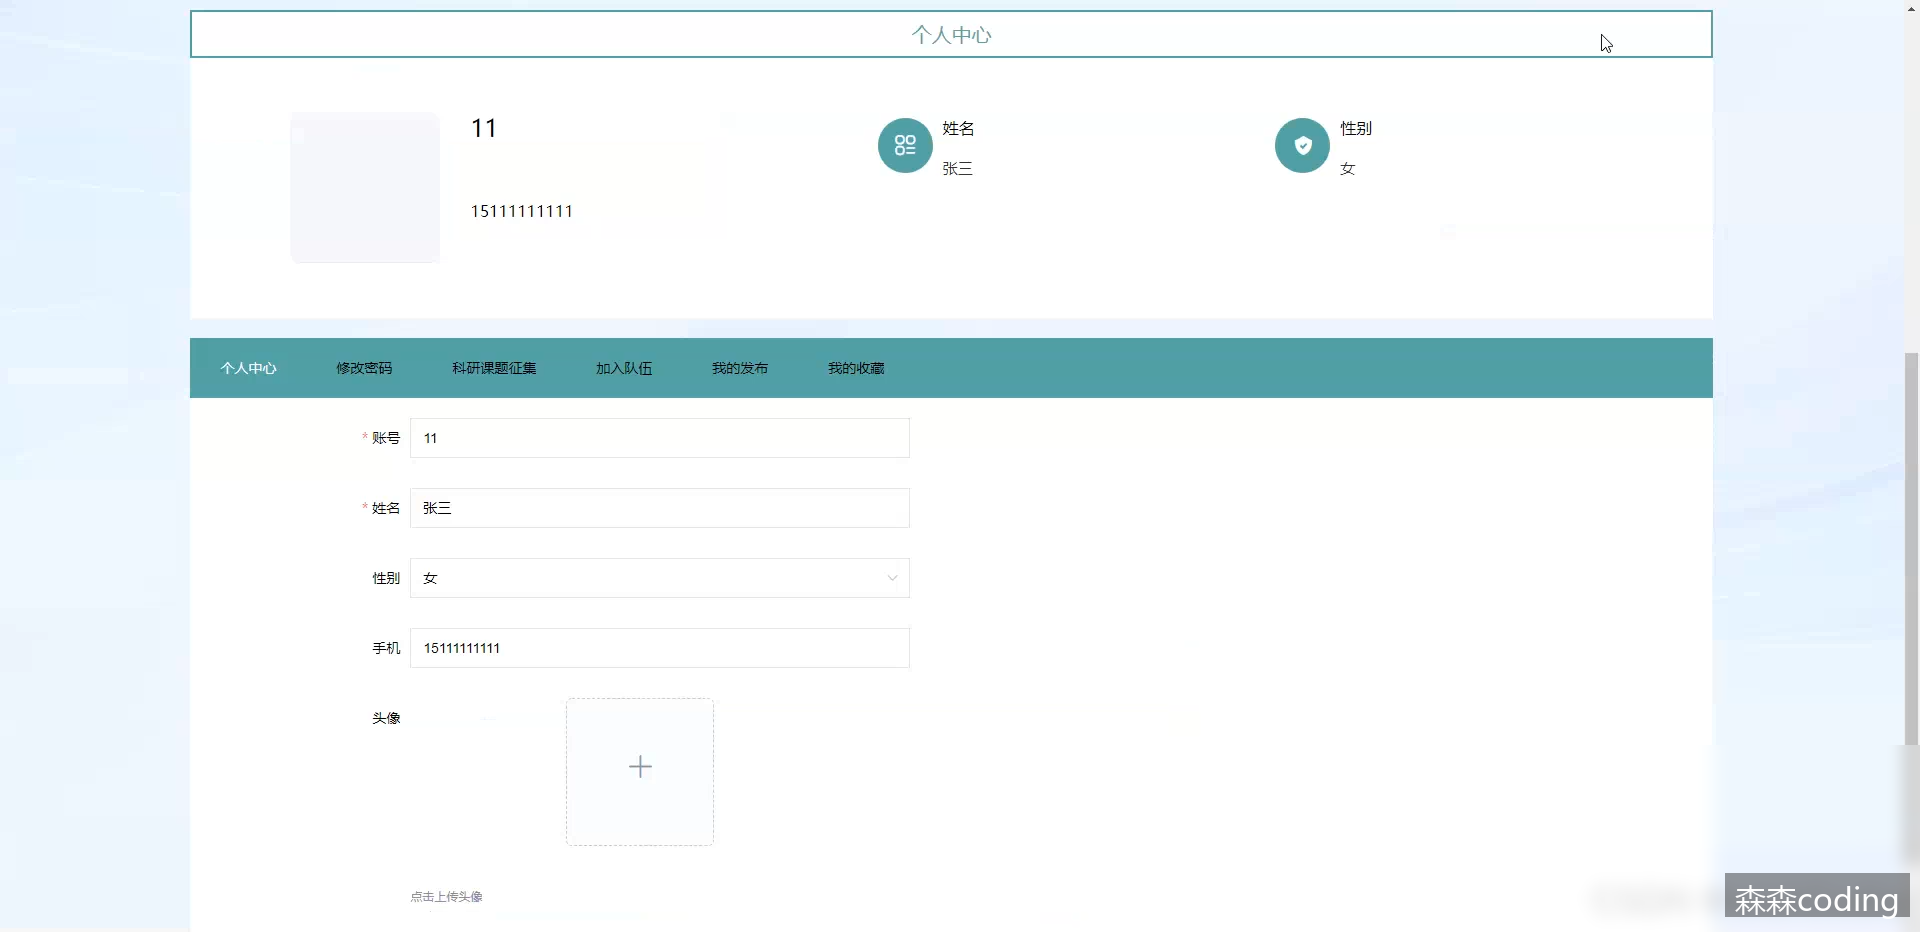 个人中心
11
15111111111
姓名
张三
性别
女
个人中心 修改密码 科研课题征集 加入队伍 我的发布 我的收藏
* 账号 11
* 姓名 张三
性别 女
手机 15111111111
头像
点击上传头像
森森coding